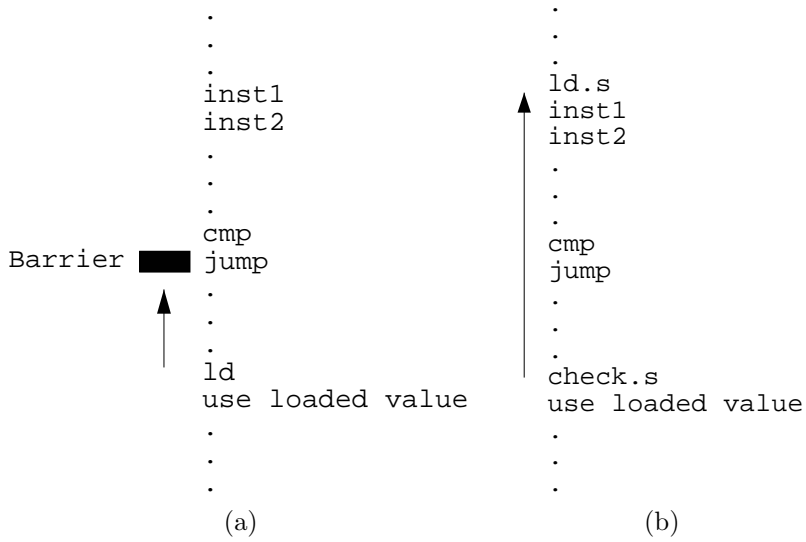 inst1
inst2
cmp
Barrier jump
ld
use loaded value
(a)
ld.s
inst1
inst2
cmp
jump
check.s
use loaded value
(b)